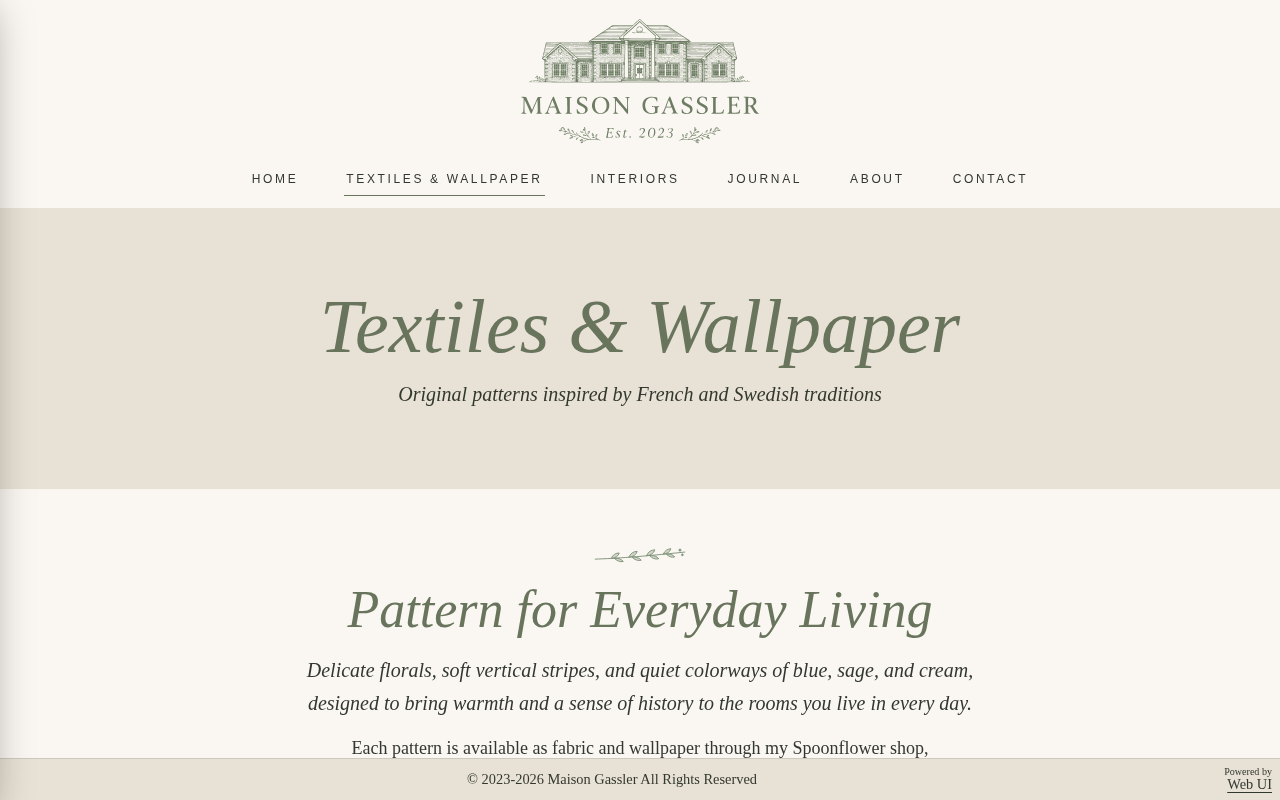 MAISON GASSLER
Est. 2023
HOME TEXTILES & WALLPAPER INTERIORS JOURNAL ABOUT CONTACT
Textiles & Wallpaper
Original patterns inspired by French and Swedish traditions
Pattern for Everyday Living
Delicate florals, soft vertical stripes, and quiet colorways of blue, sage, and cream,
designed to bring warmth and a sense of history to the rooms you live in every day.
Each pattern is available as fabric and wallpaper through my Spoonflower shop,
© 2023-2026 Maison Gassler All Rights Reserved
Powered by
Web UI